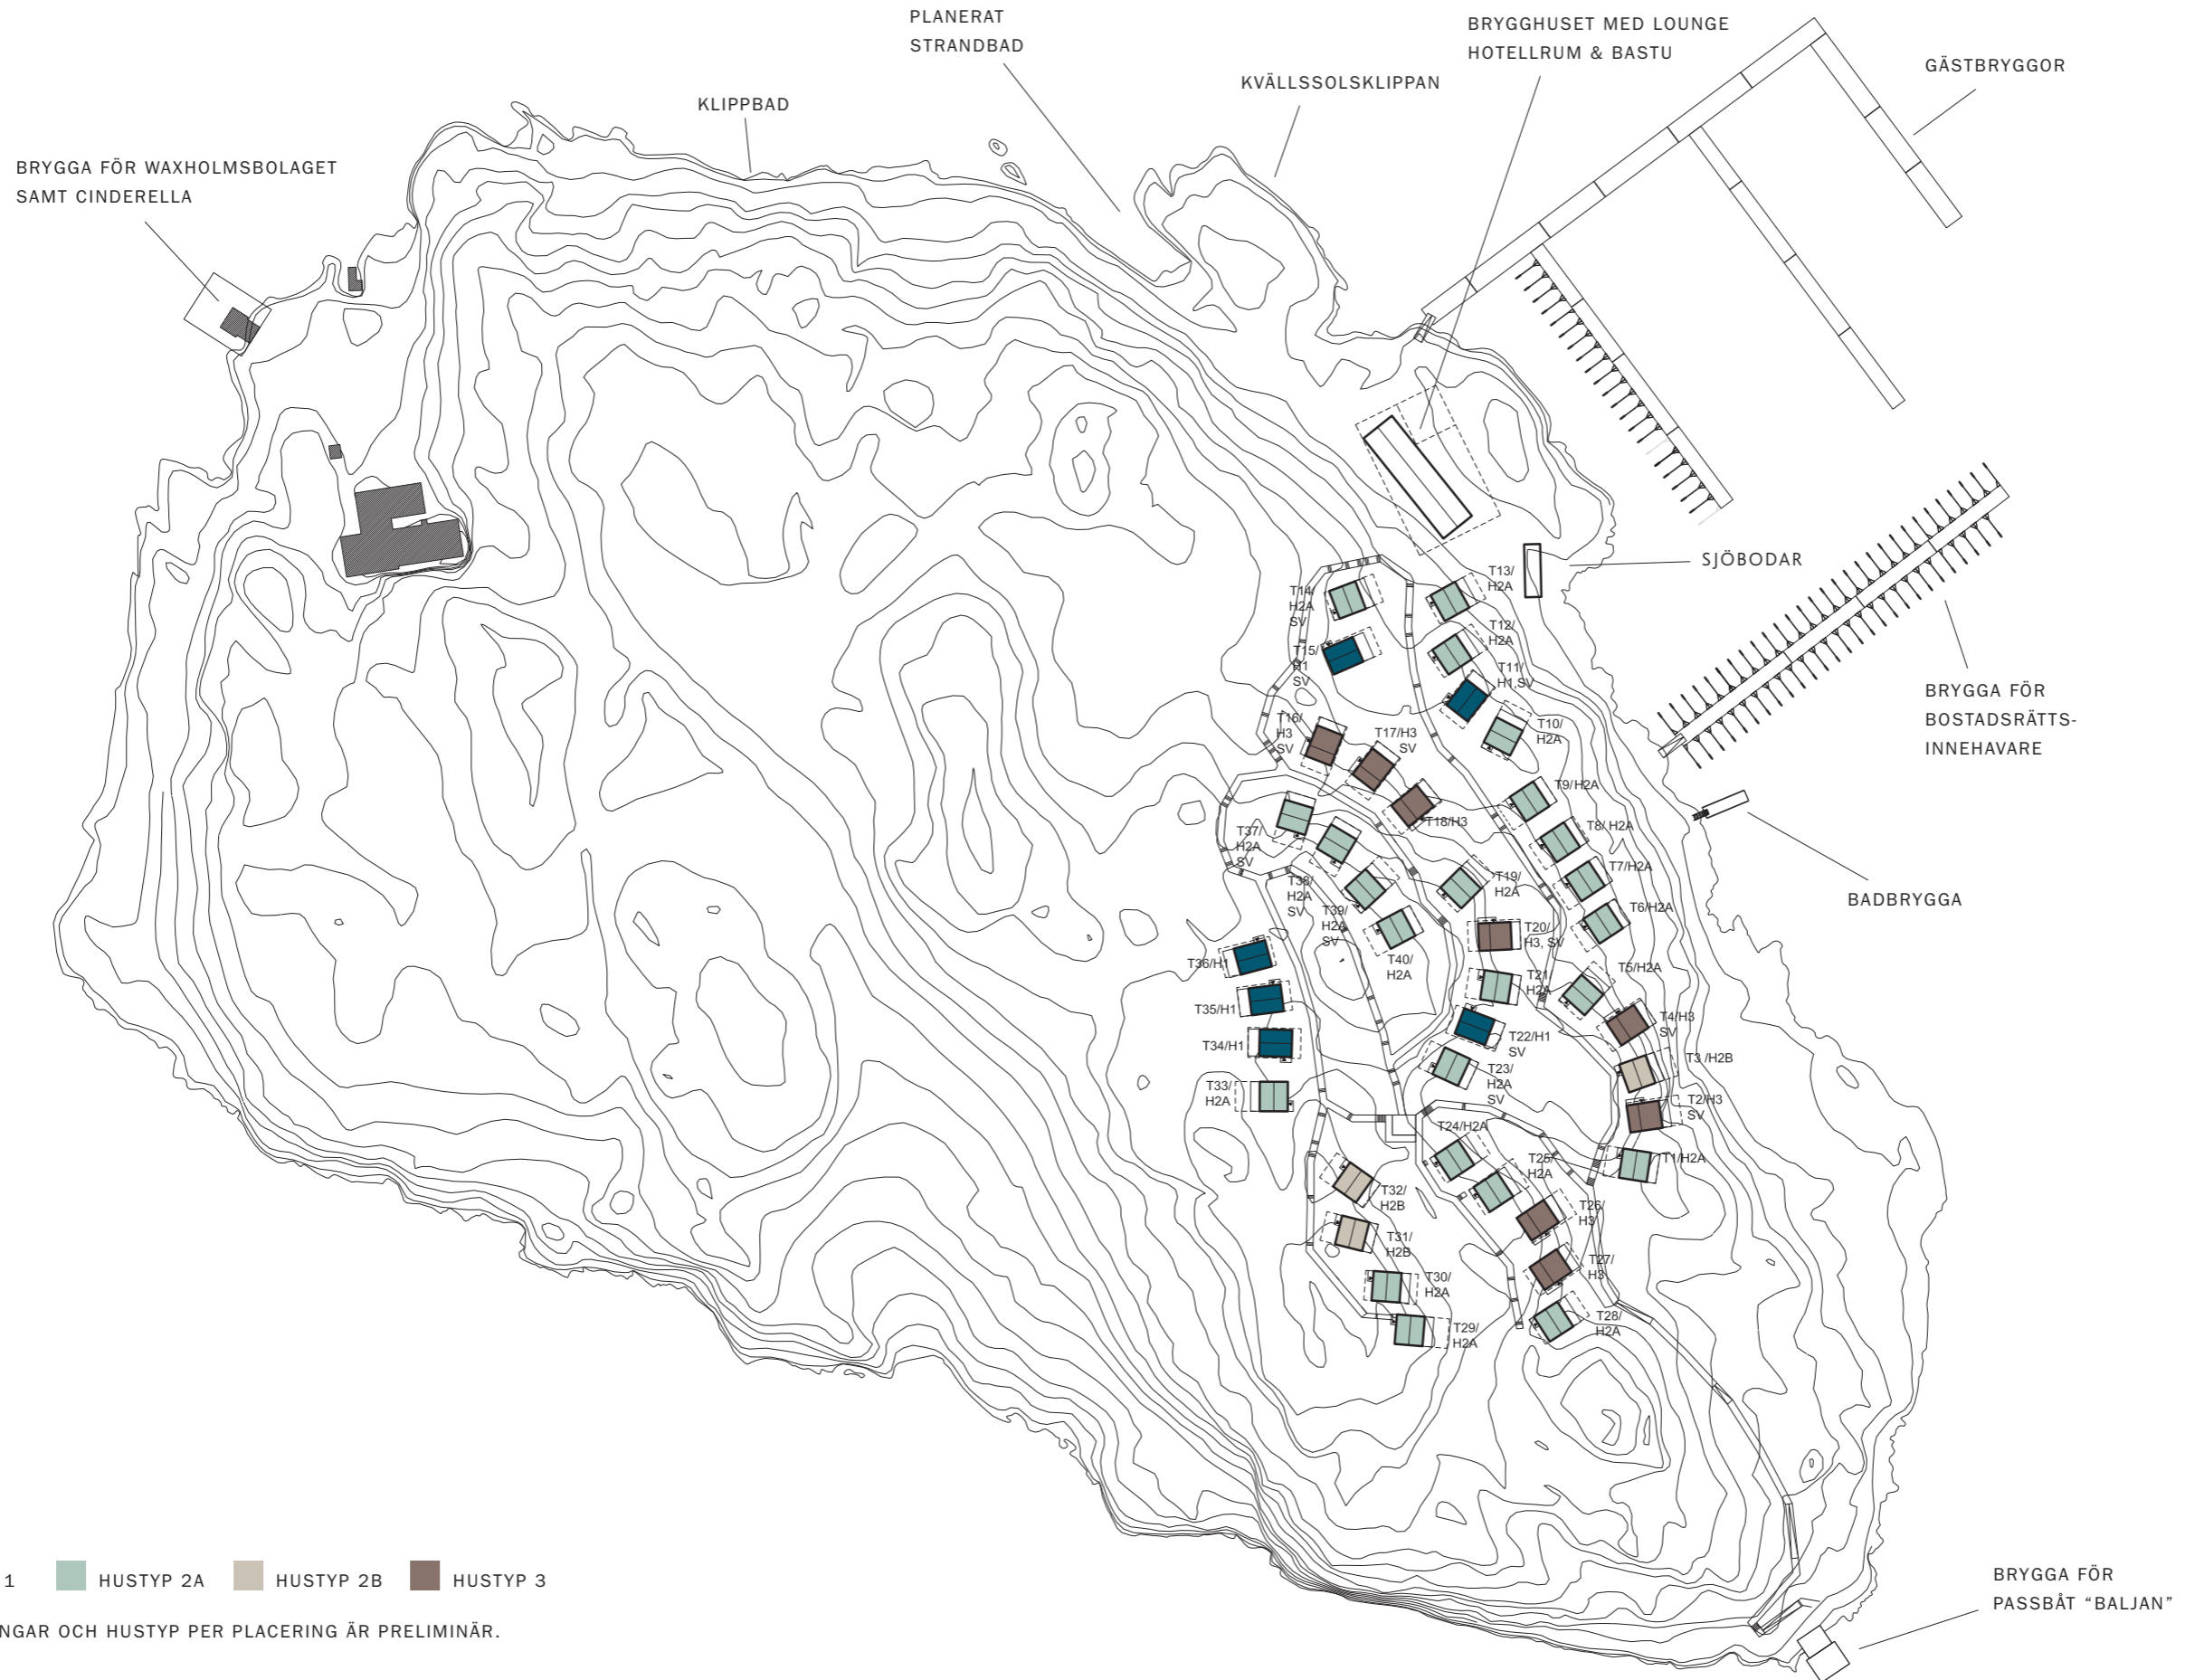 PLANERAT
STRANDBAD
BRYGGHUSET MED LOUNGE
HOTELLRUM & BASTU
GÄSTBRYGGOR
KVÄLLSSOLSKLIPPAN
KLIPPBAD
BRYGGA FÖR WAXHOLMSBOLAGET
SAMT CINDERELLA
SJÖBODAR
BRYGGA FÖR
BOSTADSRÄTTS-
INNEHAVARE
BADBRYGGA
T13/
H2A
T14/
H2A
SV
T12/
H2A
T15/
H1
SV
T11/
H1,SV
T10/
H2A
T16/
H3
SV
T17/H3
SV
T18/H3
T9/H2A
T8/ H2A
T7/H2A
T6/H2A
T37/
H2A
SV
T38/
H2A
SV
T39/
H2A
SV
T40/
H2A
T19/
H2A
T20/
H3, SV
T21
H2A
T5/H2A
T4/H3
SV
T3 /H2B
T2/H3
SV
T1/H2A
T36/H1
T35/H1
T34/H1
T33/
H2A
T22/H1
SV
T23/
H2A
SV
T24/H2A
T25/
H2A
T26/
H3
T27/
H3
T28/
H2A
T32/
H2B
T31/
H2B
T30/
H2A
T29/
H2A
1
HUSTYP 2A
HUSTYP 2B
HUSTYP 3
NGAR OCH HUSTYP PER PLACERING ÄR PRELIMINÄR.
BRYGGA FÖR
PASSBÅT “BALJAN”